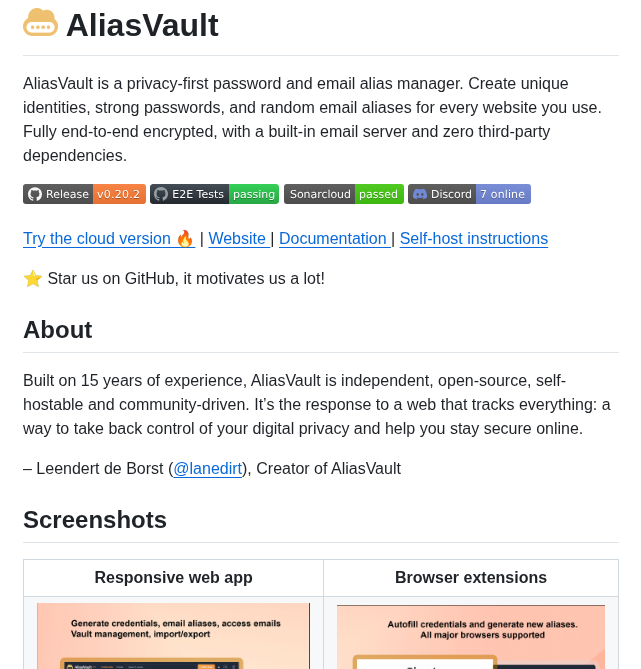 AliasVault
AliasVault is a privacy-first password and email alias manager. Create unique
identities, strong passwords, and random email aliases for every website you use.
Fully end-to-end encrypted, with a built-in email server and zero third-party
dependencies.
Release v0.20.2 E2E Tests passing Sonarcloud passed Discord 7 online
Try the cloud version 🔥 | Website | Documentation | Self-host instructions
⭐ Star us on GitHub, it motivates us a lot!
About
Built on 15 years of experience, AliasVault is independent, open-source, self-
hostable and community-driven. It’s the response to a web that tracks everything: a
way to take back control of your digital privacy and help you stay secure online.
– Leendert de Borst (@lanedirt), Creator of AliasVault
Screenshots
Responsive web app
Browser extensions
Generate credentials, email aliases, access emails
Vault management, import/export
Autofill credentials and generate new aliases.
All major browsers supported